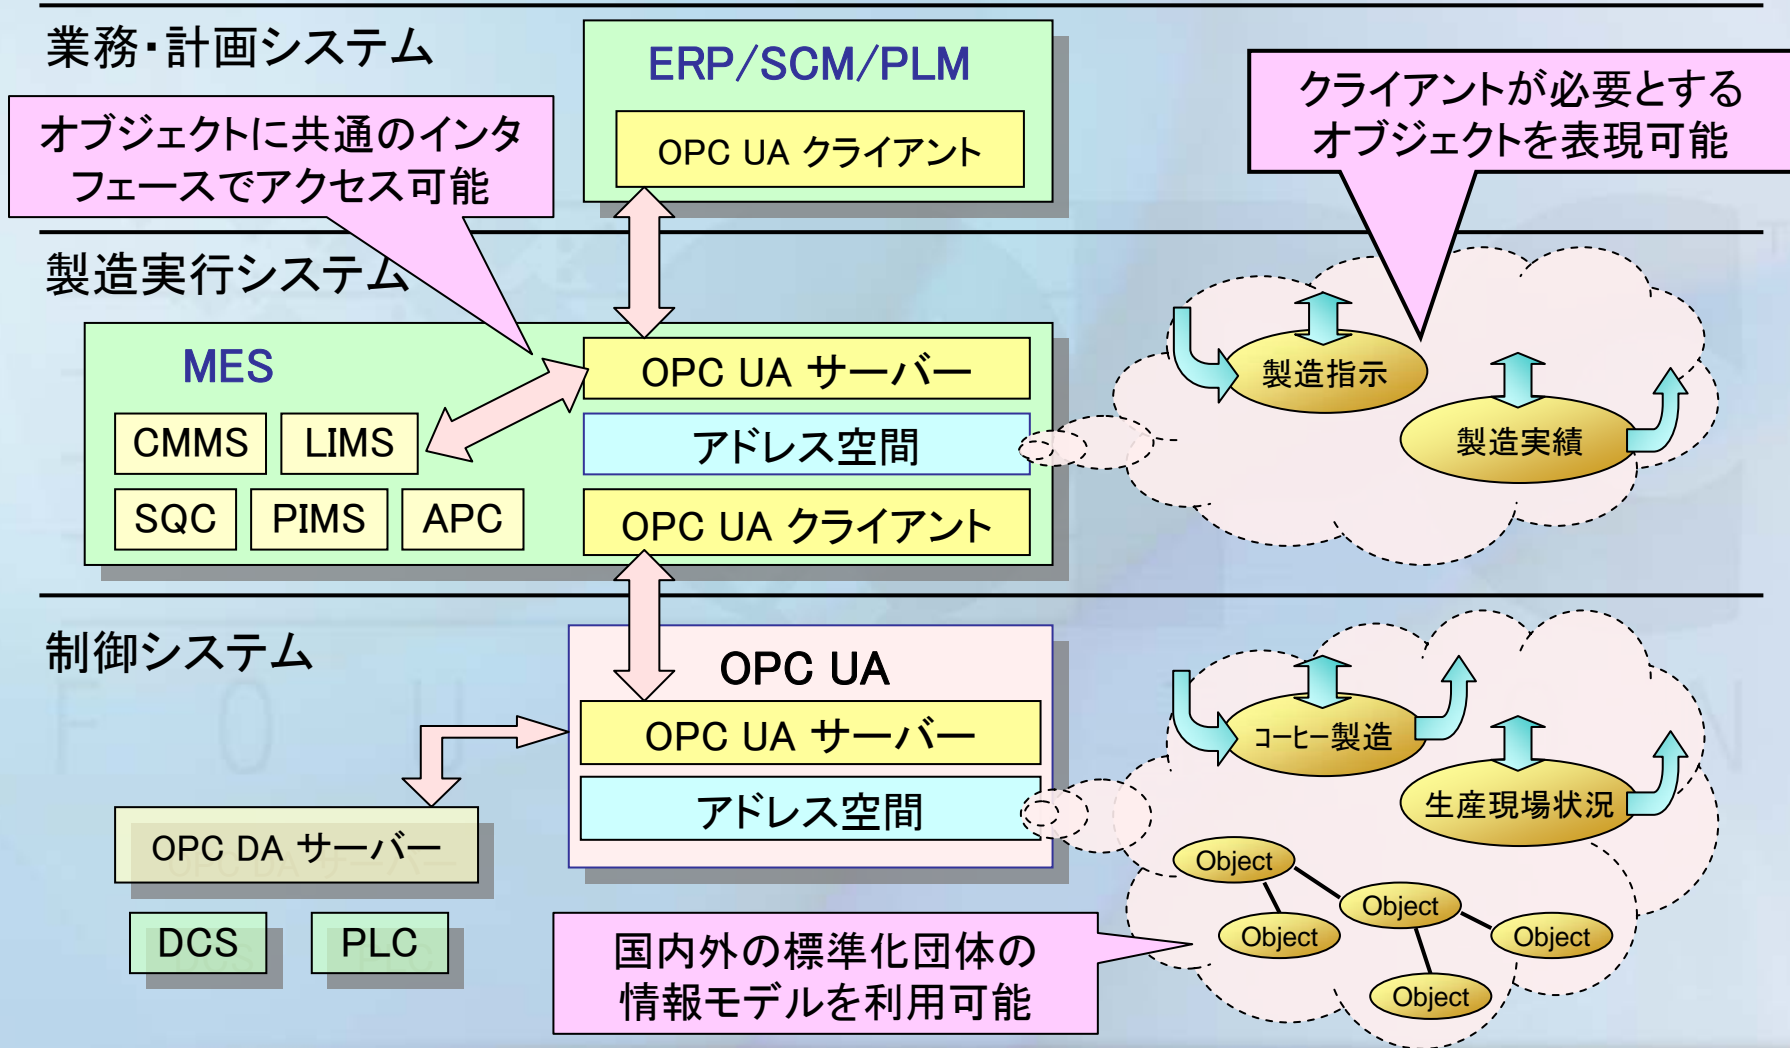 業務・計画システム
ERP/SCM/PLM
OPC UA クライアント
オブジェクトに共通のインタ
フェースでアクセス可能
クライアントが必要とする
オブジェクトを表現可能
製造実行システム
MES
CMMS
LIMS
SQC
PIMS
APC
OPC UA サーバー
アドレス空間
OPC UA クライアント
製造指示
製造実績
制御システム
OPC UA
OPC UA サーバー
アドレス空間
OPC DA サーバー
DCS
PLC
コーヒー製造
生産現場状況
Object
Object
Object
Object
Object
国内外の標準化団体の
情報モデルを利用可能